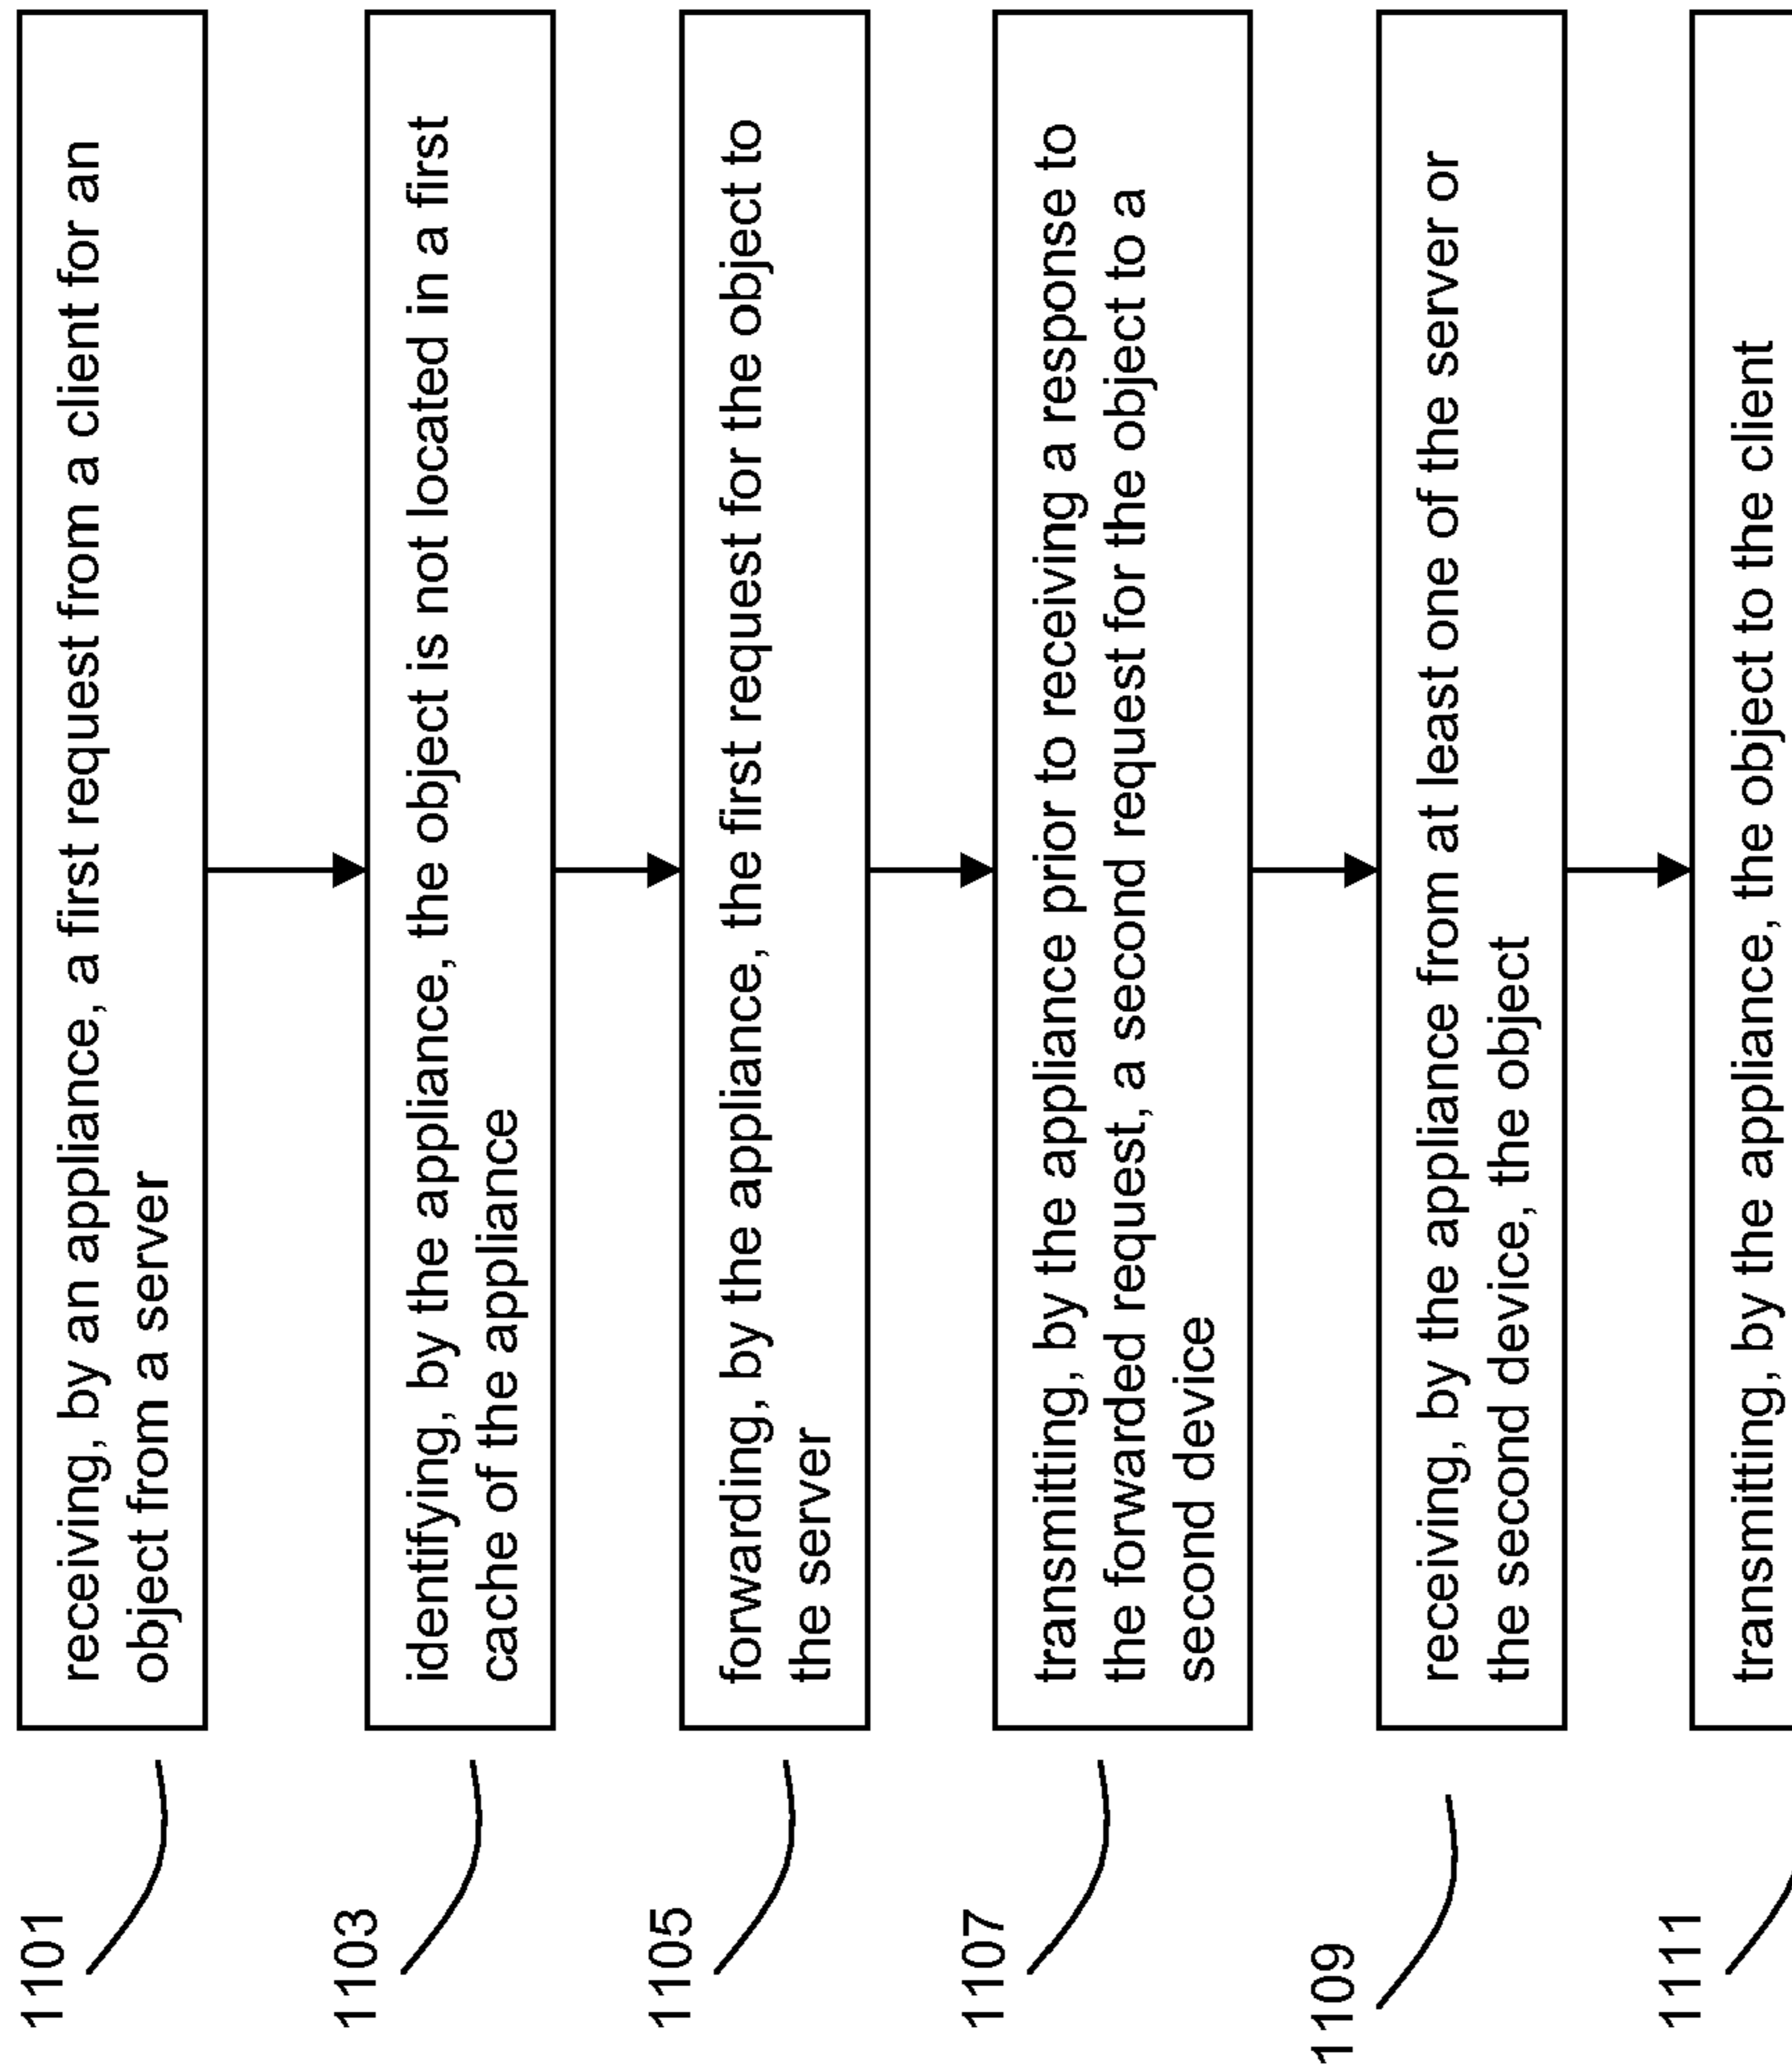 1101
receiving, by an appliance, a first request from a client for an
object from a server
1103
identifying, by the appliance, the object is not located in a first
cache of the appliance
1105
forwarding, by the appliance, the first request for the object to
the server
1107
transmitting, by the appliance prior to receiving a response to
the forwarded request, a second request for the object to a
second device
1109
receiving, by the appliance from at least one of the server or
the second device, the object
1111
transmitting, by the appliance, the object to the client